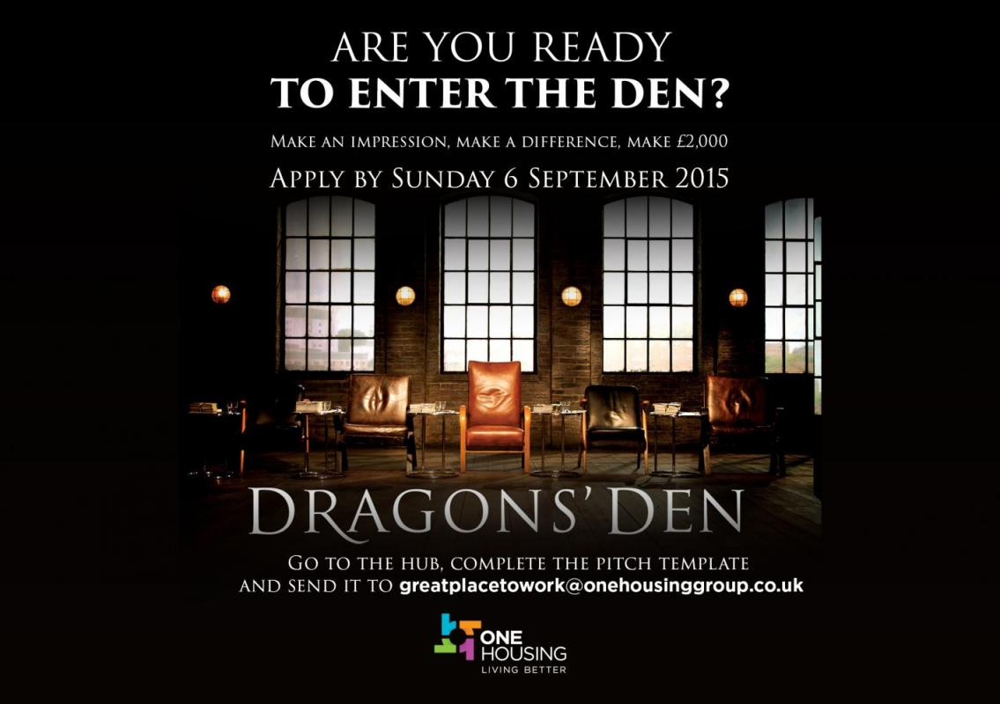 ARE YOU READY
TO ENTER THE DEN?
MAKE AN IMPRESSION, MAKE A DIFFERENCE, MAKE £2,000
APPLY BY SUNDAY 6 SEPTEMBER 2015
DRAGONS' DEN
GO TO THE HUB, COMPLETE THE PITCH TEMPLATE
AND SEND IT TO greatplacetowork@onehousinggroup.co.uk
ONE
HOUSING
LIVING BETTER